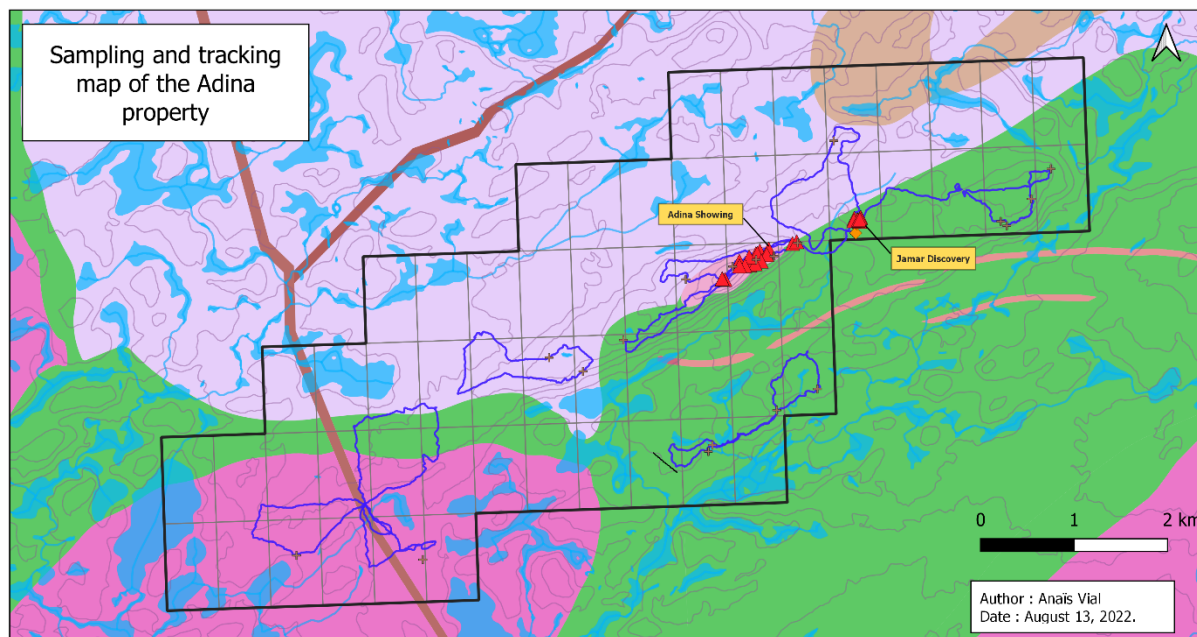 Sampling and tracking
map of the Adina
property
Adina Showing
Jamar Discovery
0 1 2 km
Author : Anaïs Vial
Date : August 13, 2022.